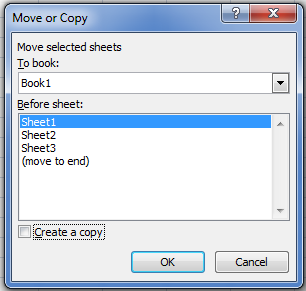 Move or Copy
Move selected sheets
To book:
Book1
Before sheet:
Sheet1
Sheet2
Sheet3
(move to end)
Create a copy
OK Cancel